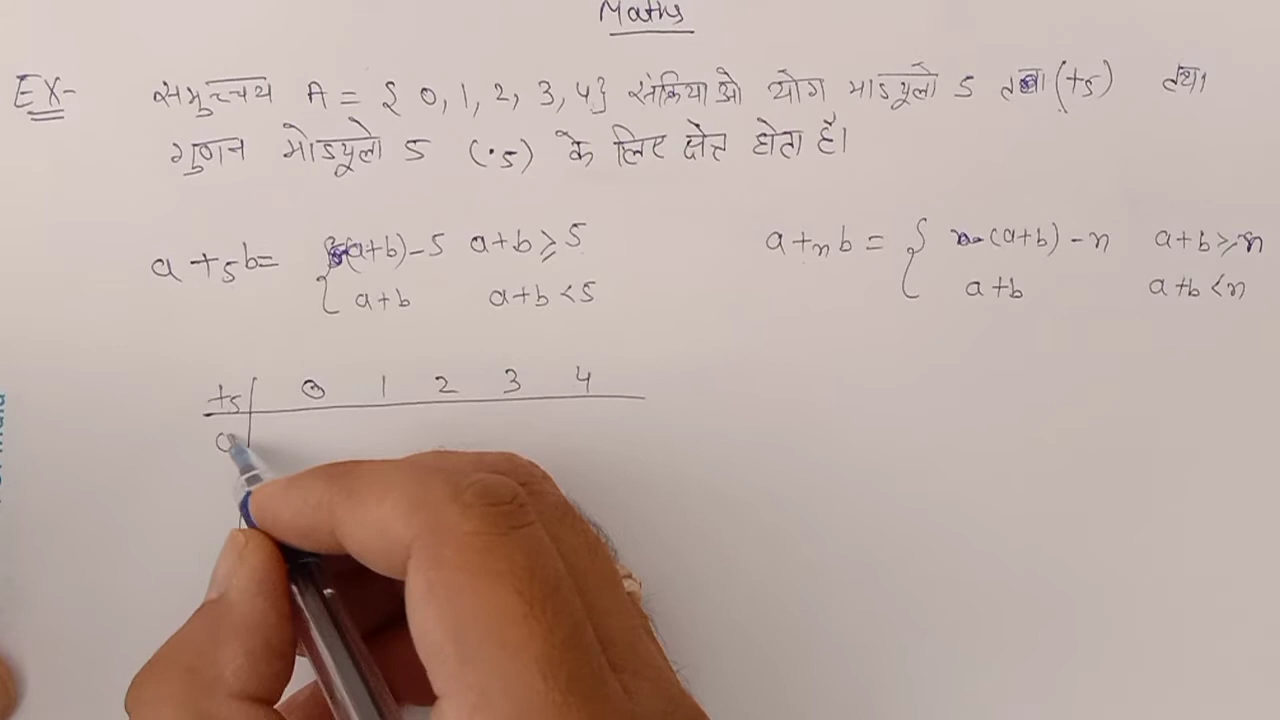 Maths
EX- समुच्चय A = { 0, 1, 2, 3, 4} संक्रियाओ योग माड्यूलो 5 (+5) तथा
गुणन मोड्यूलो 5 (·5) के लिए क्षेत्र होता है।
a +5 b = { (a+b) - 5 a+b ≥ 5
a+b a+b < 5
a +n b = { (a+b) - n a+b ≥ n
a+b a+b < n
+5 0 1 2 3 4
0